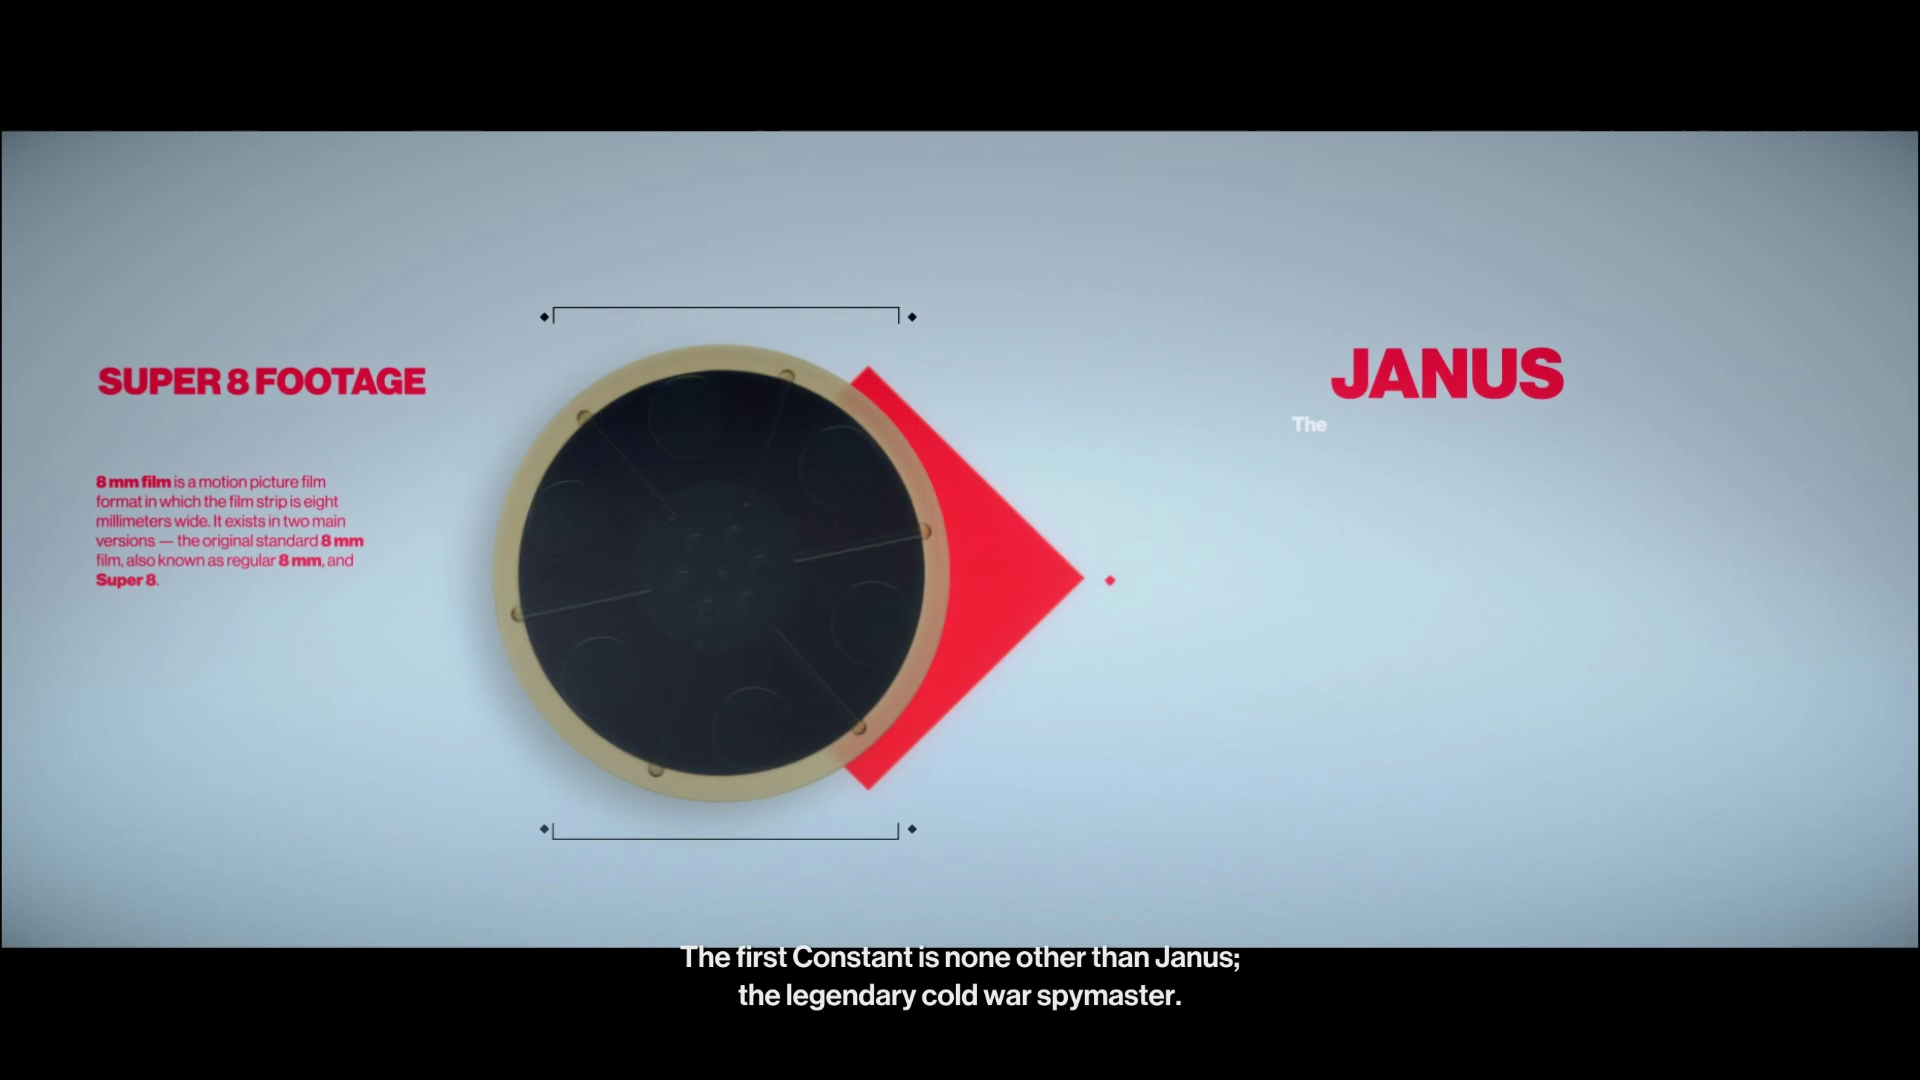 SUPER 8 FOOTAGE
8 mm film is a motion picture film
format in which the film strip is eight
millimeters wide. It exists in two main
versions — the original standard 8 mm
film, also known as regular 8 mm, and
Super 8.
JANUS
The
The first Constant is none other than Janus;
the legendary cold war spymaster.